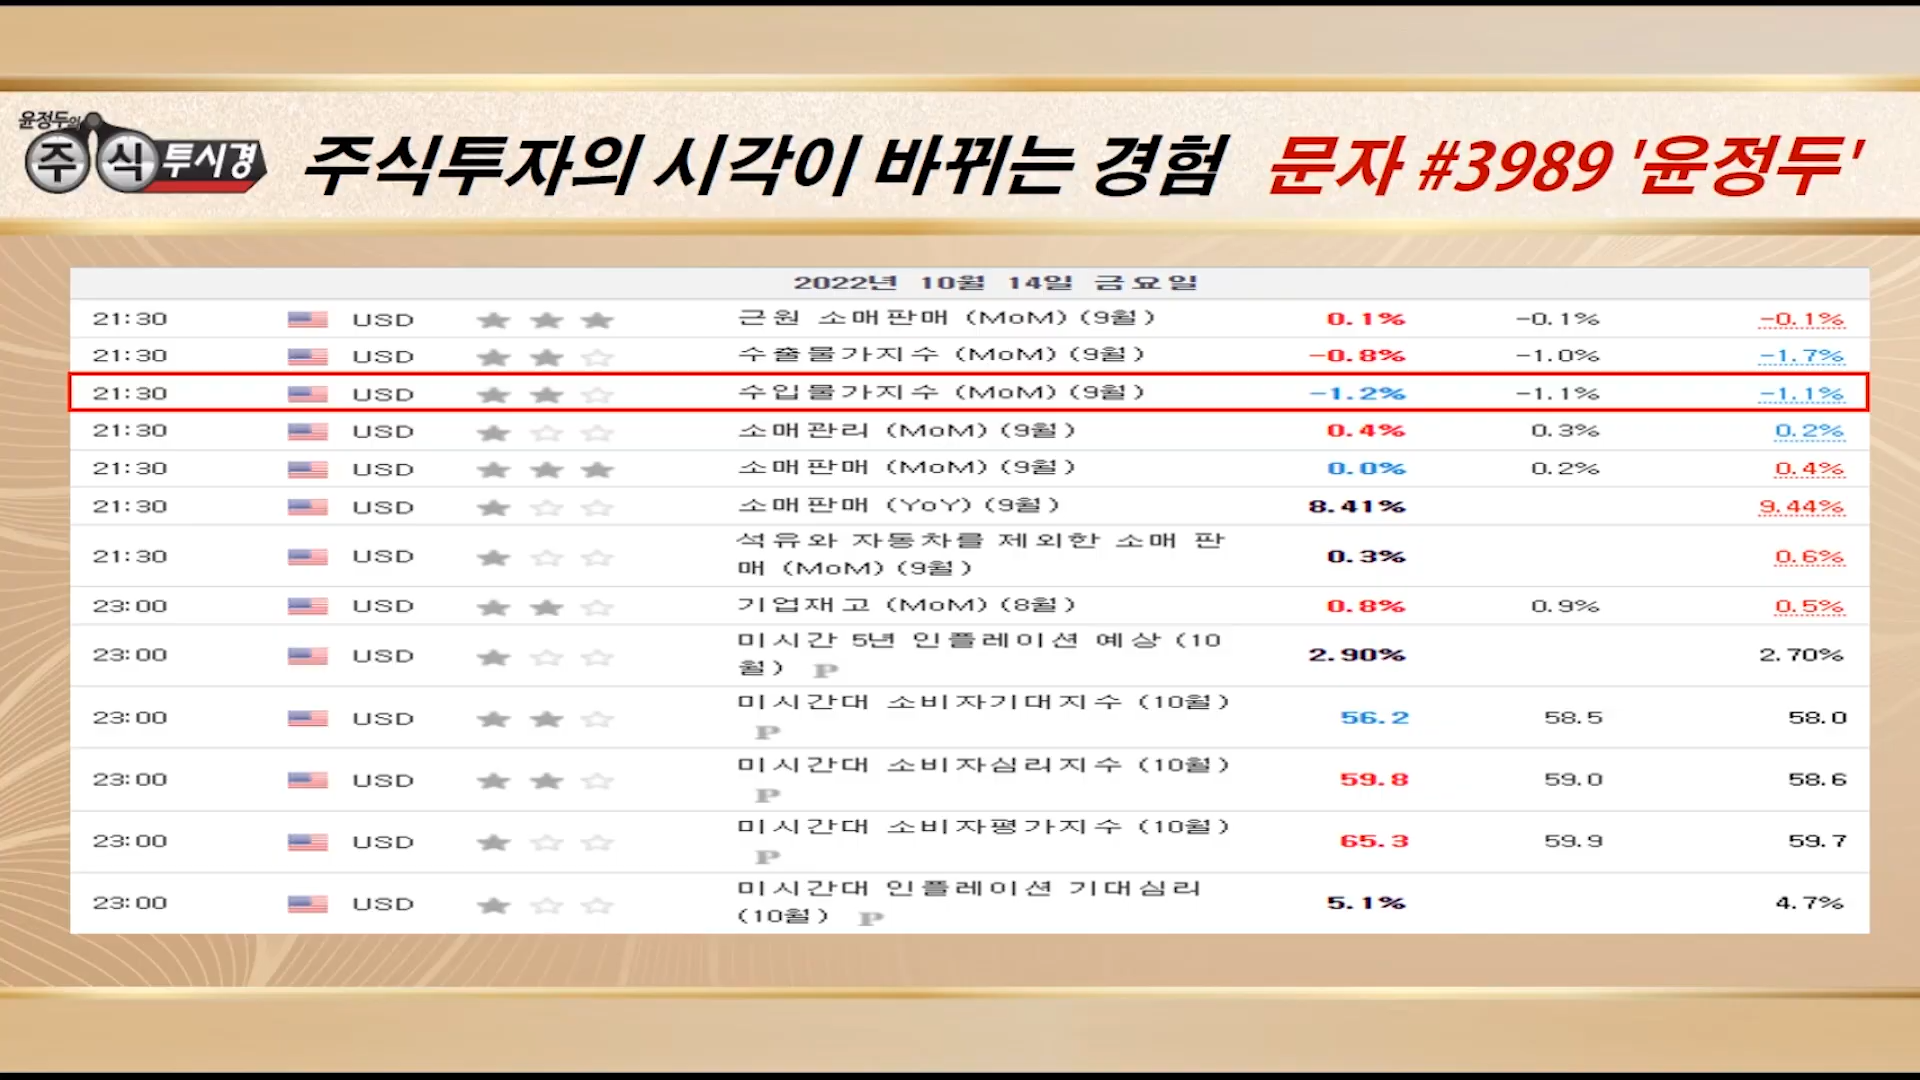 윤정두의
주식투시경
주식투자의 시각이 바뀌는 경험 문자 #3989 '윤정두'
2022년 10월 14일 금요일
21:30 USD 근원 소매판매 (MoM) (9월) 0.1% -0.1% -0.1%
21:30 USD 수출물가지수 (MoM) (9월) -0.8% -1.0% -1.7%
21:30 USD 수입물가지수 (MoM) (9월) -1.2% -1.1% -1.1%
21:30 USD 소매관리 (MoM) (9월) 0.4% 0.3% 0.2%
21:30 USD 소매판매 (MoM) (9월) 0.0% 0.2% 0.4%
21:30 USD 소매판매 (YoY) (9월) 8.41% 9.44%
21:30 USD 석유와 자동차를 제외한 소매 판 0.3% 0.6%
매 (MoM) (9월)
23:00 USD 기업재고 (MoM) (8월) 0.8% 0.9% 0.5%
23:00 USD 미시간 5년 인플레이션 예상 (10 2.90% 2.70%
월) P
23:00 USD 미시간대 소비자기대지수 (10월) 56.2 58.5 58.0
P
23:00 USD 미시간대 소비자심리지수 (10월) 59.8 59.0 58.6
P
23:00 USD 미시간대 소비자평가지수 (10월) 65.3 59.9 59.7
P
23:00 USD 미시간대 인플레이션 기대심리 5.1% 4.7%
(10월) P